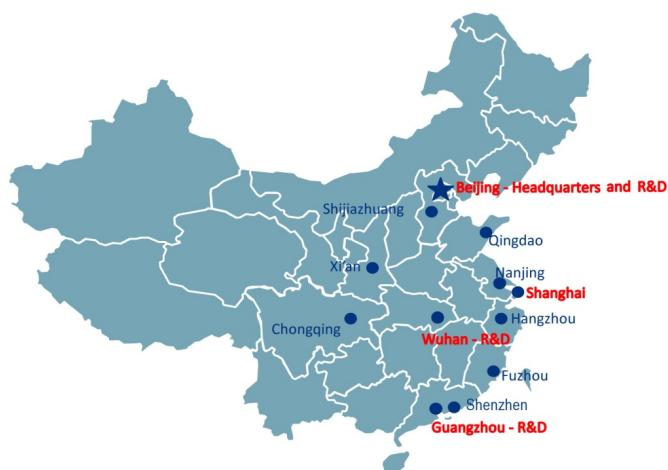 Beijing - Headquarters and R&D
Shijiazhuang
Qingdao
Xi'an
Nanjing
Shanghai
Chongqing
Hangzhou
Wuhan - R&D
Fuzhou
Shenzhen
Guangzhou - R&D